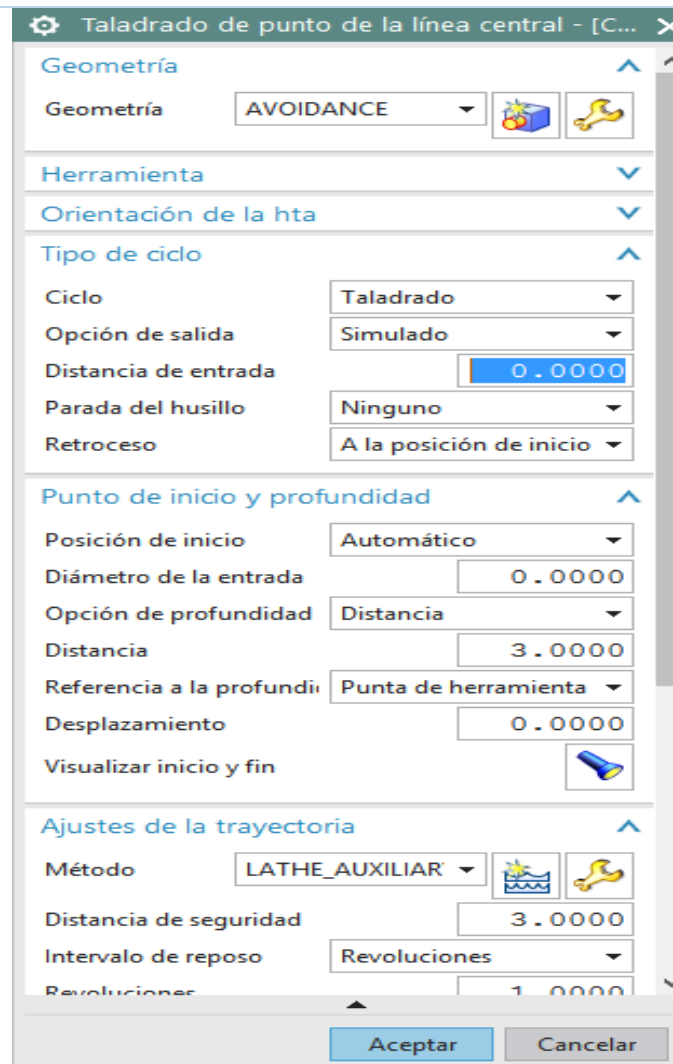 Taladrado de punto de la línea central - [C...
Geometría
Geometría AVOIDANCE
Herramienta
Orientación de la hta
Tipo de ciclo
Ciclo Taladrado
Opción de salida Simulado
Distancia de entrada 0.0000
Parada del husillo Ninguno
Retroceso A la posición de inicio
Punto de inicio y profundidad
Posición de inicio Automático
Diámetro de la entrada 0.0000
Opción de profundidad Distancia
Distancia 3.0000
Referencia a la profundi Punta de herramienta
Desplazamiento 0.0000
Visualizar inicio y fin
Ajustes de la trayectoria
Método LATHE_AUXILIAR
Distancia de seguridad 3.0000
Intervalo de reposo Revoluciones
Revoluciones 1.0000
Aceptar Cancelar